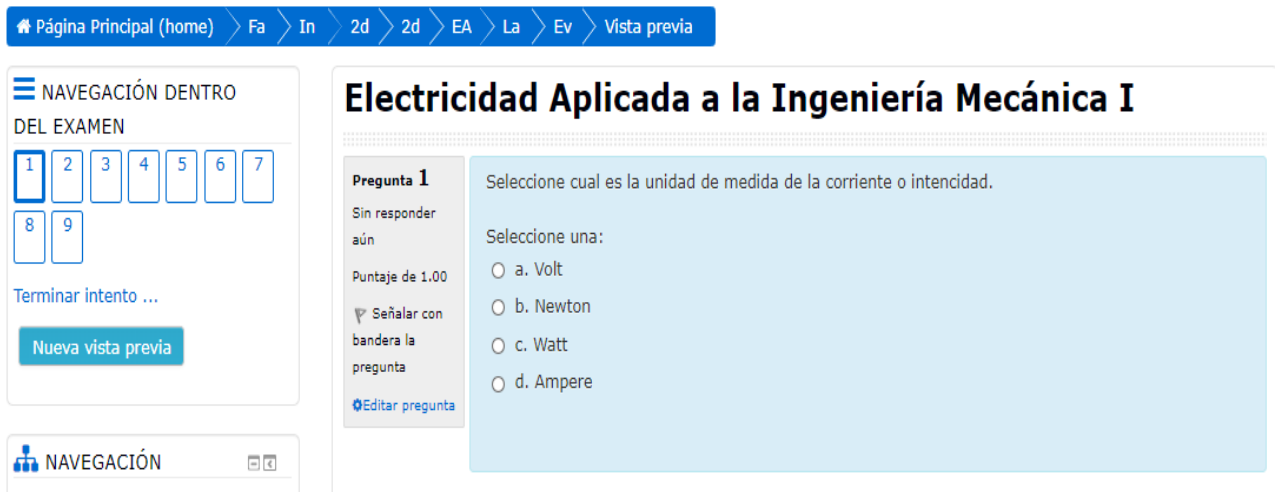 Página Principal (home) Fa In 2d 2d EA La Ev Vista previa
NAVEGACIÓN DENTRO
DEL EXAMEN
1 2 3 4 5 6 7
8 9
Terminar intento ...
Nueva vista previa
NAVEGACIÓN
Electricidad Aplicada a la Ingeniería Mecánica I
Pregunta 1
Sin responder
aún
Puntaje de 1.00
Señalar con
bandera la
pregunta
Editar pregunta
Seleccione cual es la unidad de medida de la corriente o intencidad.
Seleccione una:
a. Volt
b. Newton
c. Watt
d. Ampere